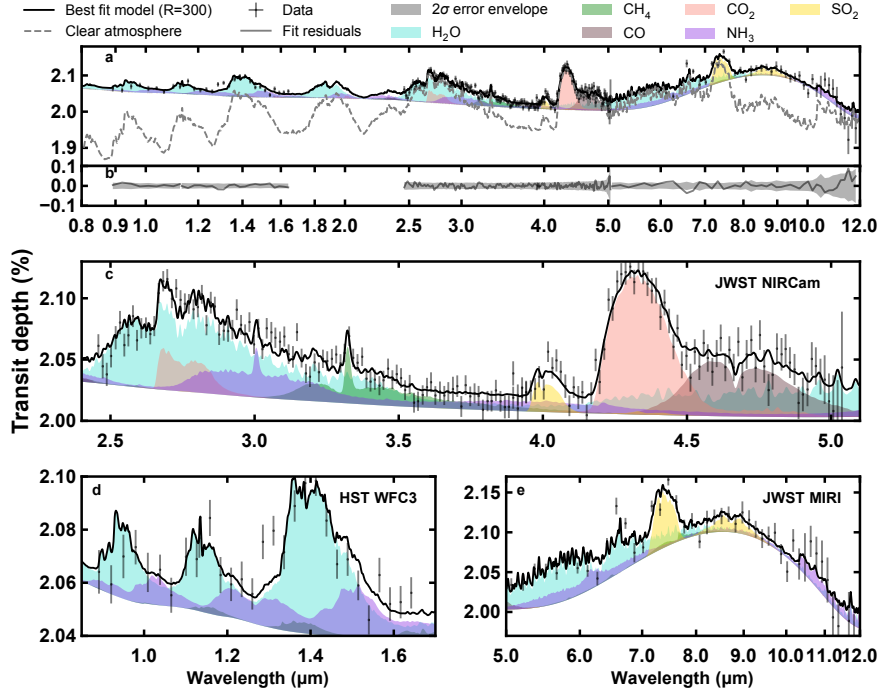 Best fit model (R=300) Data 2σ error envelope CH4 CO2 SO2
Clear atmosphere Fit residuals H2O CO NH3
a
2.1
2.0
1.9
b
0.1
0.0
−0.1
0.8 0.9 1.0 1.2 1.4 1.6 1.8 2.0 2.5 3.0 4.0 5.0 6.0 7.0 8.0 9.0 10.0 12.0
Transit depth (%)
c JWST NIRCam
2.10
2.05
2.00
2.5 3.0 3.5 4.0 4.5 5.0
d HST WFC3
2.10
2.08
2.06
2.04
1.0 1.2 1.4 1.6
Wavelength (μm)
e JWST MIRI
2.15
2.10
2.05
2.00
5.0 6.0 7.0 8.0 9.0 10.0 11.0 12.0
Wavelength (μm)